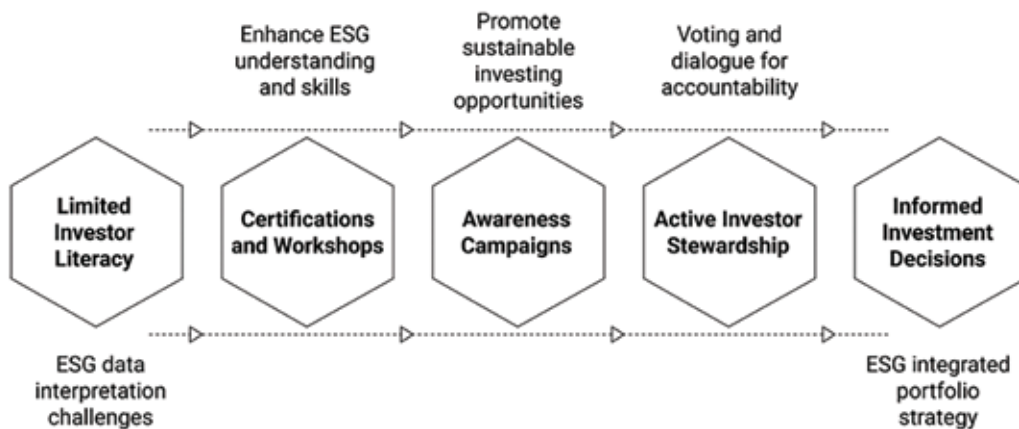 Enhance ESG
understanding
and skills
Promote
sustainable
investing
opportunities
Voting and
dialogue for
accountability
Limited
Investor
Literacy
Certifications
and Workshops
Awareness
Campaigns
Active Investor
Stewardship
Informed
Investment
Decisions
ESG data
interpretation
challenges
ESG integrated
portfolio
strategy